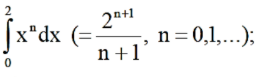 ∫₀² xⁿdx (= 2ⁿ⁺¹/(n + 1), n = 0,1,...);